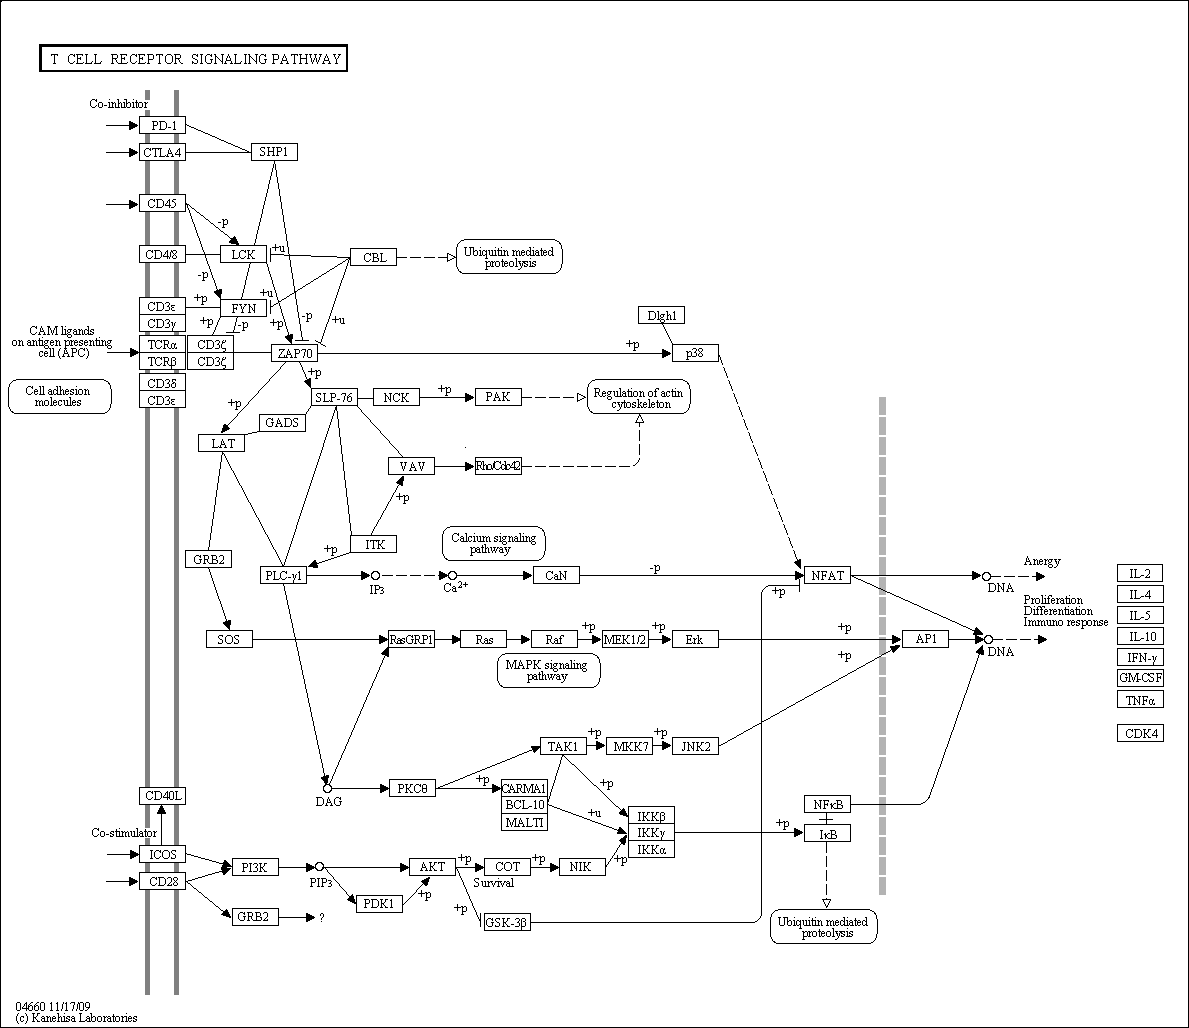 T CELL RECEPTOR SIGNALING PATHWAY
Co-inhibitor
PD-1
CTLA4
SHP1
CD45
-p
CD4/8
LCK
+u
CBL
Ubiquitin mediated
proteolysis
-p
+p
+u
CD3ε
FYN
CD3γ
+p
-p
+p
-p
+u
Dlgh1
CAM ligands
on antigen presenting
cell (APC)
TCRα
CD3ζ
ZAP70
+p
p38
TCRβ
CD3ζ
+p
Cell adhesion
molecules
CD3δ
CD3ε
+p
SLP-76
NCK
+p
PAK
Regulation of actin
cytoskeleton
GADS
LAT
VAV
Rho/Cdc42
+p
ITK
Calcium signaling
pathway
+p
GRB2
PLC-γ1
IP3
Ca2+
CaN
-p
NFAT
+p
DNA
Anergy
Proliferation
Differentiation
Immuno response
SOS
RasGRP1
Ras
Raf
+p
MEK1/2
+p
Erk
+p
AP1
DNA
+p
MAPK signaling
pathway
IL-2
IL-4
IL-5
IL-10
IFN-γ
GM-CSF
TNFα
CDK4
TAK1
+p
MKK7
+p
JNK2
DAG
PKCθ
+p
CARMA1
BCL-10
MALT1
+p
+u
IKKβ
IKKγ
IKKα
+p
NFκB
IκB
CD40L
Co-stimulator
ICOS
CD28
PI3K
PIP3
AKT
+p
COT
+p
NIK
+p
Survival
PDK1
+p
+p
GSK-3β
GRB2
?
Ubiquitin mediated
proteolysis
04660 11/17/09
(c) Kanehisa Laboratories